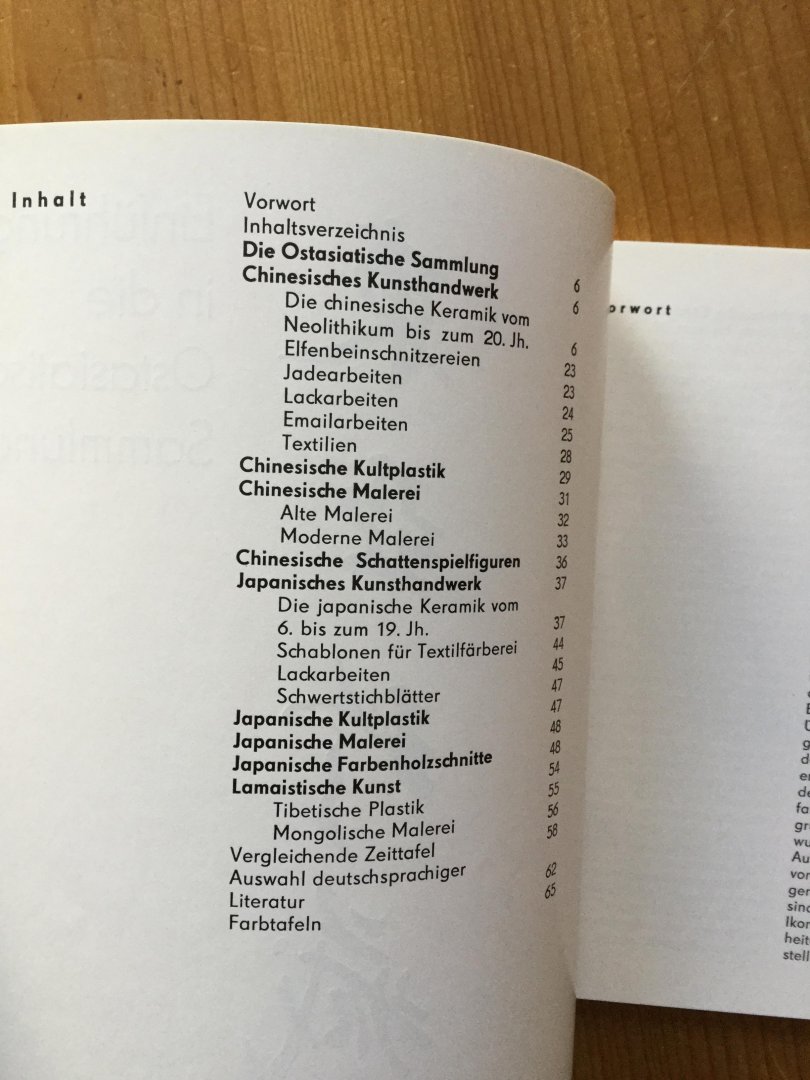 Inhalt
Vorwort
Inhaltsverzeichnis
Die Ostasiatische Sammlung 6
Chinesisches Kunsthandwerk 6
Die chinesische Keramik vom
Neolithikum bis zum 20. Jh. 6
Elfenbeinschnitzereien 23
Jadearbeiten 23
Lackarbeiten 24
Emailarbeiten 25
Textilien 28
Chinesische Kultplastik 29
Chinesische Malerei 31
Alte Malerei 32
Moderne Malerei 33
Chinesische Schattenspielfiguren 36
Japanisches Kunsthandwerk 37
Die japanische Keramik vom
6. bis zum 19. Jh. 37
Schablonen für Textilfärberei 44
Lackarbeiten 45
Schwertstichblätter 47
Japanische Kultplastik 47
Japanische Malerei 48
Japanische Farbenholzschnitte 48
Lamaistische Kunst 54
Tibetische Plastik 55
Mongolische Malerei 56
Vergleichende Zeittafel 58
Auswahl deutschsprachiger
Literatur 62
Farbtafeln 65
orwort